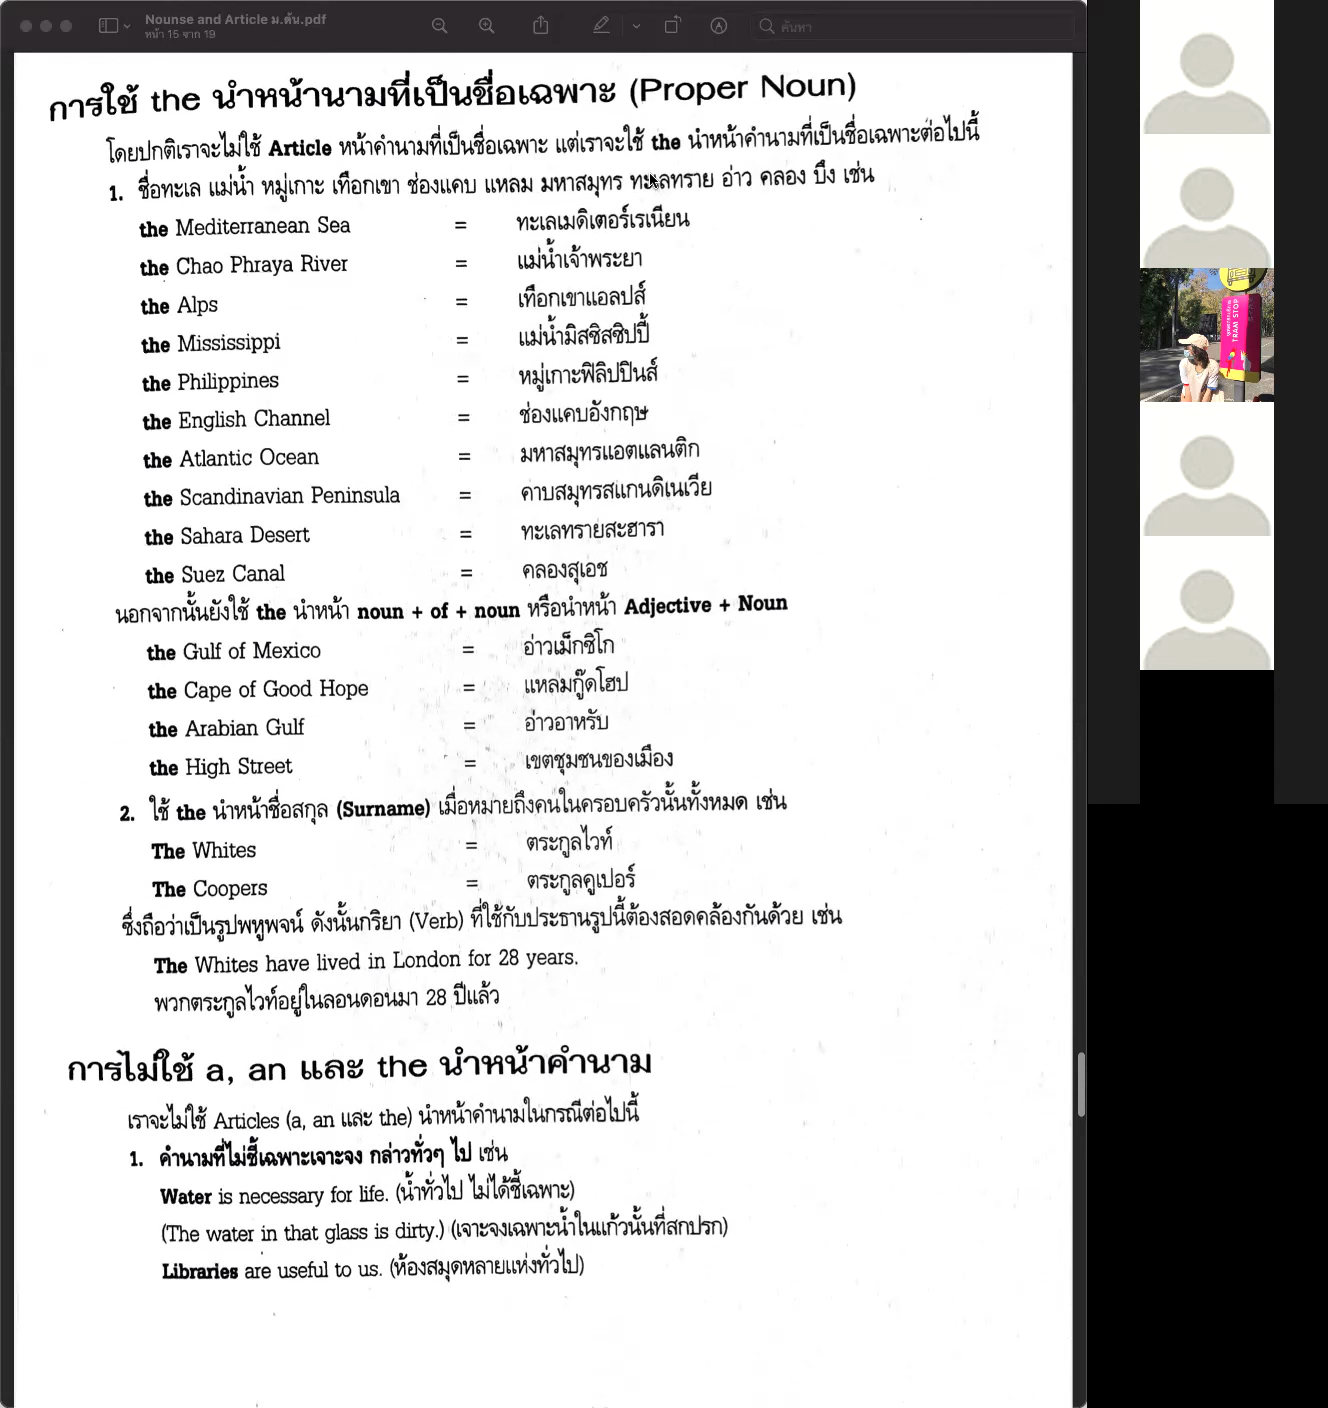 Nounse and Article ม.ต้น.pdf
หน้า 15 จาก 19
ค้นหา
การใช้ the นำหน้านามที่เป็นชื่อเฉพาะ (Proper Noun)
โดยปกติเราจะไม่ใช้ Article หน้าคำนามที่เป็นชื่อเฉพาะ แต่เราจะใช้ the นำหน้าคำนามที่เป็นชื่อเฉพาะต่อไปนี้
1. ชื่อทะเล แม่น้ำ หมู่เกาะ เทือกเขา ช่องแคบ แหลม มหาสมุทร ทะเลทราย อ่าว คลอง บึง เช่น
the Mediterranean Sea = ทะเลเมดิเตอร์เรเนียน
the Chao Phraya River = แม่น้ำเจ้าพระยา
the Alps = เทือกเขาแอลปส์
the Mississippi = แม่น้ำมิสซิสซิปปี้
the Philippines = หมู่เกาะฟิลิปปินส์
the English Channel = ช่องแคบอังกฤษ
the Atlantic Ocean = มหาสมุทรแอตแลนติก
the Scandinavian Peninsula = คาบสมุทรสแกนดิเนเวีย
the Sahara Desert = ทะเลทรายสะฮารา
the Suez Canal = คลองสุเอช
นอกจากนั้นยังใช้ the นำหน้า noun + of + noun หรือนำหน้า Adjective + Noun
the Gulf of Mexico = อ่าวเม็กซิโก
the Cape of Good Hope = แหลมกู๊ดโฮป
the Arabian Gulf = อ่าวอาหรับ
the High Street = เขตชุมชนของเมือง
2. ใช้ the นำหน้าชื่อสกุล (Surname) เมื่อหมายถึงคนในครอบครัวนั้นทั้งหมด เช่น
The Whites = ตระกูลไวท์
The Coopers = ตระกูลคูเปอร์
ซึ่งถือว่าเป็นรูปพหูพจน์ ดังนั้นกริยา (Verb) ที่ใช้กับประธานรูปนี้ต้องสอดคล้องกันด้วย เช่น
The Whites have lived in London for 28 years.
พวกตระกูลไวท์อยู่ในลอนดอนมา 28 ปีแล้ว
การไม่ใช้ a, an และ the นำหน้าคำนาม
เราจะไม่ใช้ Articles (a, an และ the) นำหน้าคำนามในกรณีต่อไปนี้
1. คำนามที่ไม่ชี้เฉพาะเจาะจง กล่าวทั่วๆ ไป เช่น
Water is necessary for life. (น้ำทั่วไป ไม่ได้ชี้เฉพาะ)
(The water in that glass is dirty.) (เจาะจงเฉพาะน้ำในแก้วนั้นที่สกปรก)
Libraries are useful to us. (ห้องสมุดหลายแห่งทั่วไป)
TRAM STOP